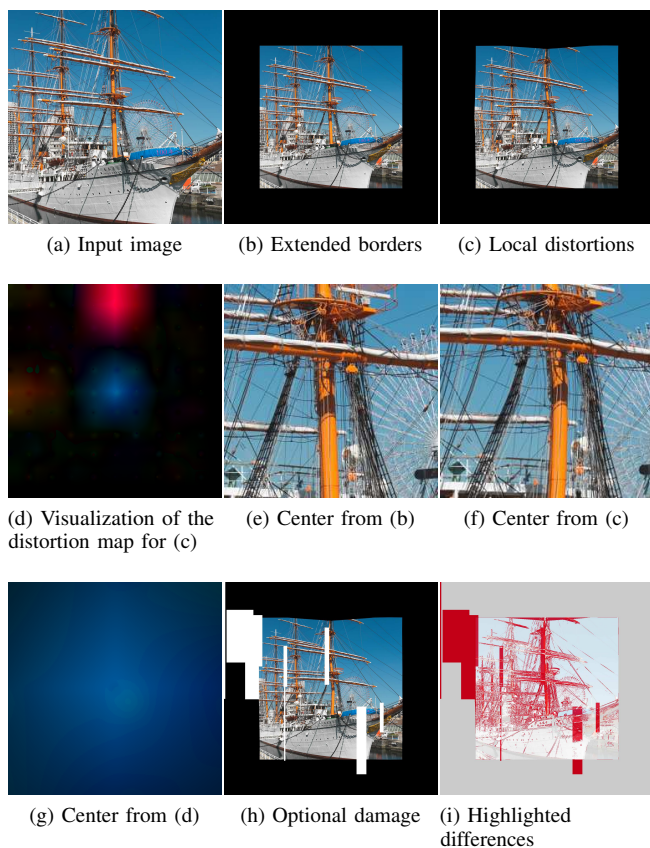 (a) Input image
(b) Extended borders
(c) Local distortions
(d) Visualization of the
distortion map for (c)
(e) Center from (b)
(f) Center from (c)
(g) Center from (d)
(h) Optional damage
(i) Highlighted
differences